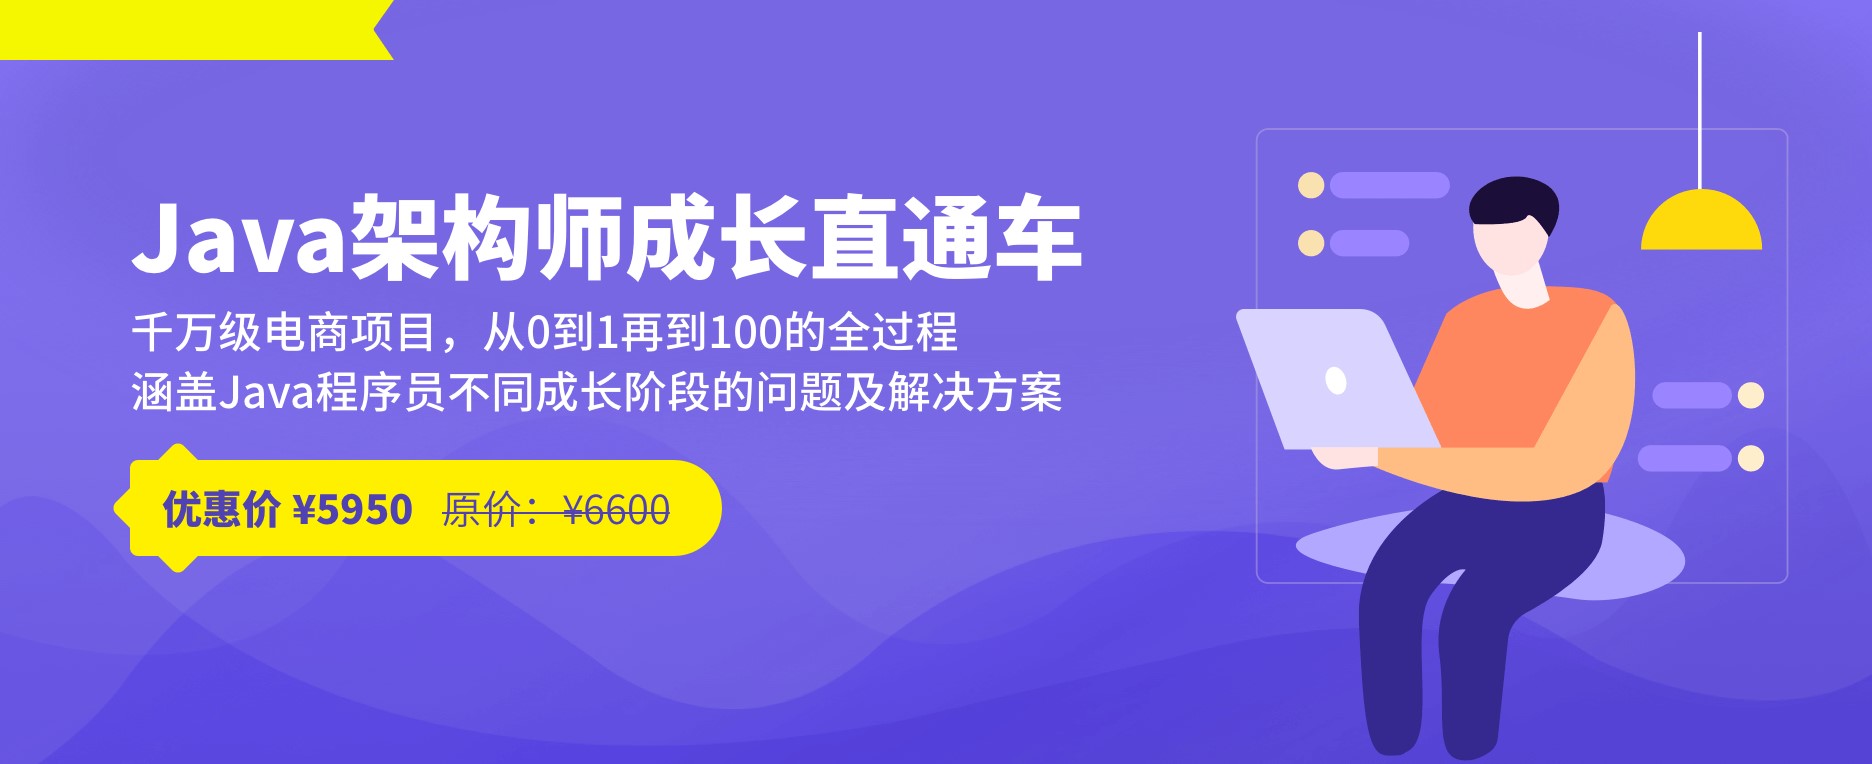 Java架构师成长直通车
千万级电商项目，从0到1再到100的全过程
涵盖Java程序员不同成长阶段的问题及解决方案
优惠价 ¥5950 原价：¥6600